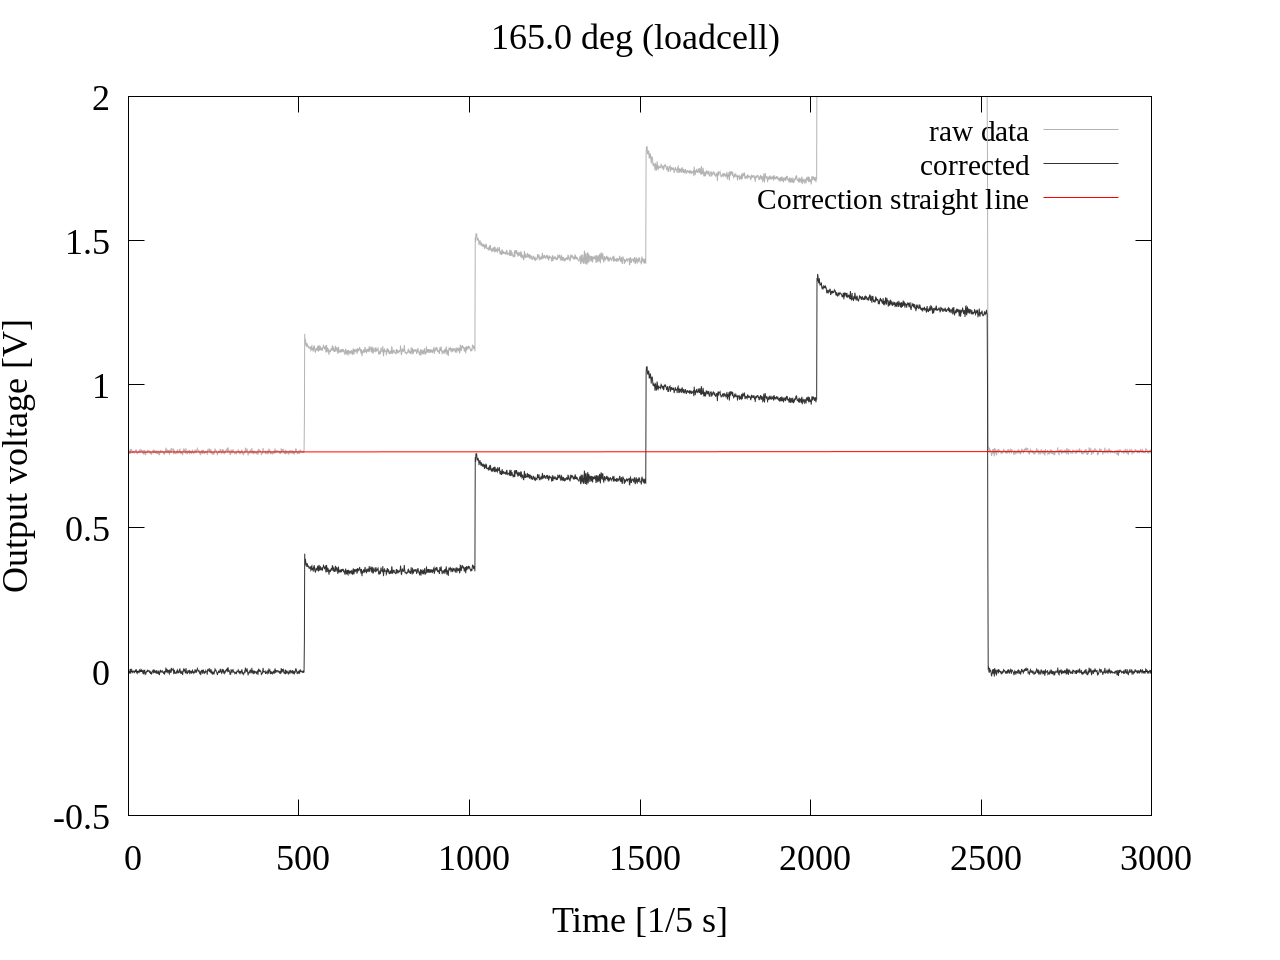 165.0 deg (loadcell)
2
1.5
1
0.5
0
-0.5
Output voltage [V]
raw data
corrected
Correction straight line
0 500 1000 1500 2000 2500 3000
Time [1/5 s]